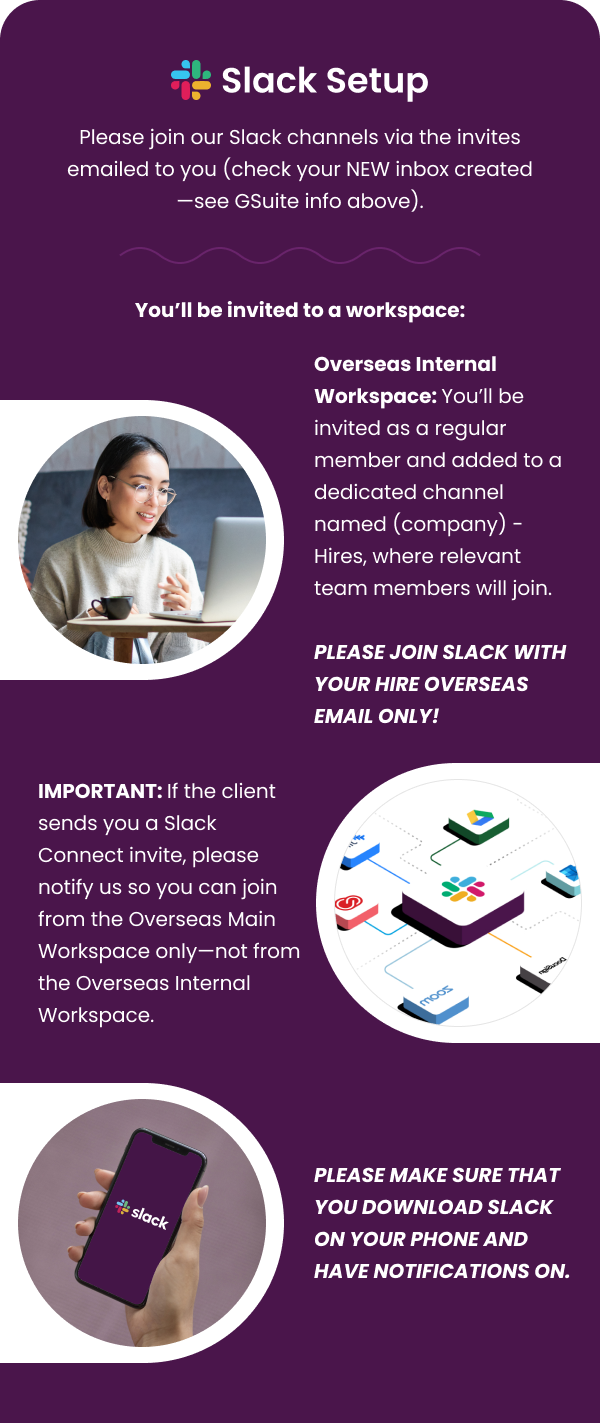 Slack Setup
Please join our Slack channels via the invites
emailed to you (check your NEW inbox created
—see GSuite info above).
You’ll be invited to a workspace:
Overseas Internal
Workspace: You’ll be
invited as a regular
member and added to a
dedicated channel
named (company) -
Hires, where relevant
team members will join.
PLEASE JOIN SLACK WITH
YOUR HIRE OVERSEAS
EMAIL ONLY!
IMPORTANT: If the client
sends you a Slack
Connect invite, please
notify us so you can join
from the Overseas Main
Workspace only—not from
the Overseas Internal
Workspace.
zoom
DocuSign
slack
PLEASE MAKE SURE THAT
YOU DOWNLOAD SLACK
ON YOUR PHONE AND
HAVE NOTIFICATIONS ON.